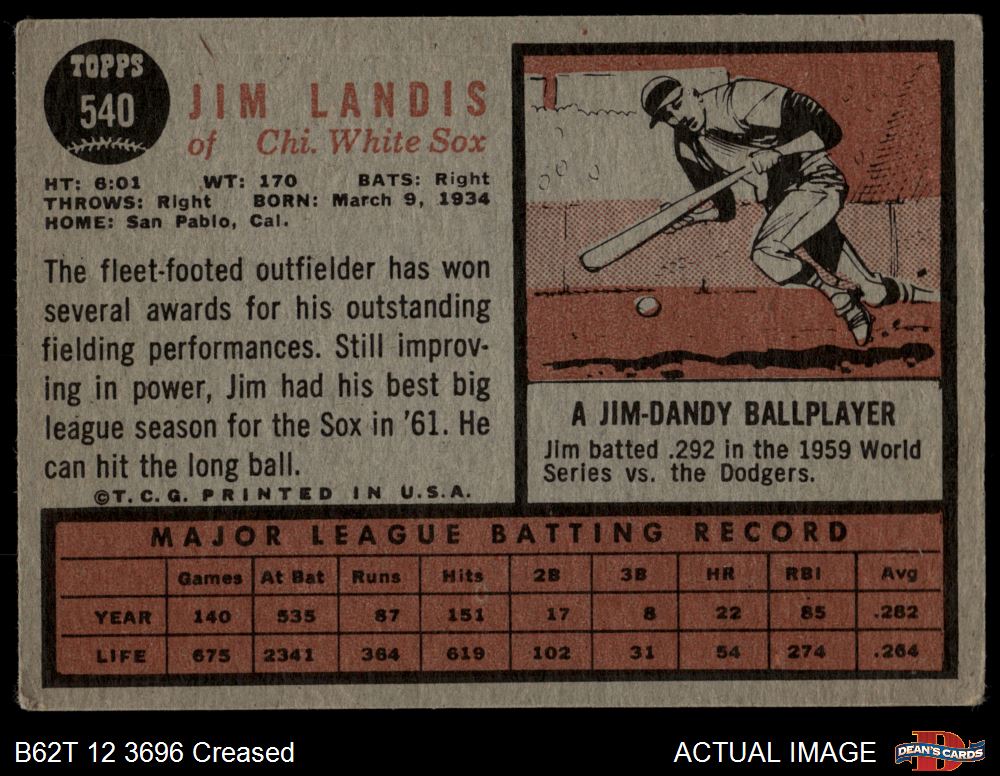 TOPPS
540
JIM LANDIS
of Chi. White Sox
HT: 6:01 WT: 170 BATS: Right
THROWS: Right BORN: March 9, 1934
HOME: San Pablo, Cal.
The fleet-footed outfielder has won
several awards for his outstanding
fielding performances. Still improv-
ing in power, Jim had his best big
league season for the Sox in '61. He
can hit the long ball.
©T. C. G. PRINTED IN U.S.A.
A JIM-DANDY BALLPLAYER
Jim batted .292 in the 1959 World
Series vs. the Dodgers.
MAJOR LEAGUE BATTING RECORD
Games At Bat Runs Hits 2B 3B HR RBI Avg
YEAR 140 535 87 151 17 8 22 85 .282
LIFE 675 2341 364 619 102 31 54 274 .264
B62T 12 3696 Creased
ACTUAL IMAGE
D
DEAN'S CARDS